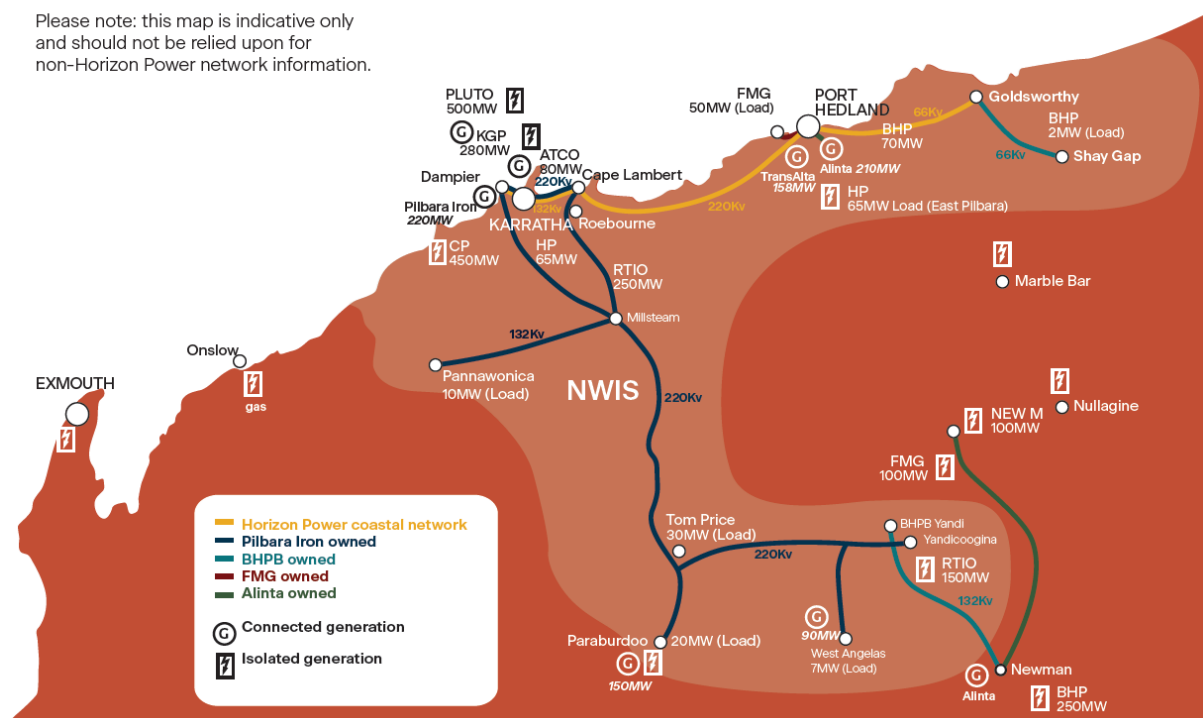 Please note: this map is indicative only
and should not be relied upon for
non-Horizon Power network information.
PLUTO
500MW
G
KGP
280MW
G
ATCO
80MW
FMG
50MW (Load)
PORT
HEDLAND
66Kv
Goldsworthy
BHP
70MW
BHP
2MW (Load)
66Kv
Shay Gap
G
TransAlta
158MW
G
Alinta 210MW
HP
65MW Load (East Pilbara)
Dampier
220Kv
Cape Lambert
G
Pilbara Iron
220MW
132Kv
220Kv
KARRATHA
Roebourne
CP
450MW
HP
65MW
RTIO
250MW
Marble Bar
Millsteam
132Kv
Onslow
gas
EXMOUTH
Pannawonica
10MW (Load)
NWIS
220Kv
Nullagine
NEW M
100MW
FMG
100MW
Horizon Power coastal network
Pilbara Iron owned
BHPB owned
FMG owned
Alinta owned
G
Connected generation
Isolated generation
Tom Price
30MW (Load)
220Kv
BHPB Yandi
Yandicoogina
RTIO
150MW
132Kv
Paraburdoo
20MW (Load)
G
150MW
G
90MW
West Angelas
7MW (Load)
Newman
G
Alinta
BHP
250MW